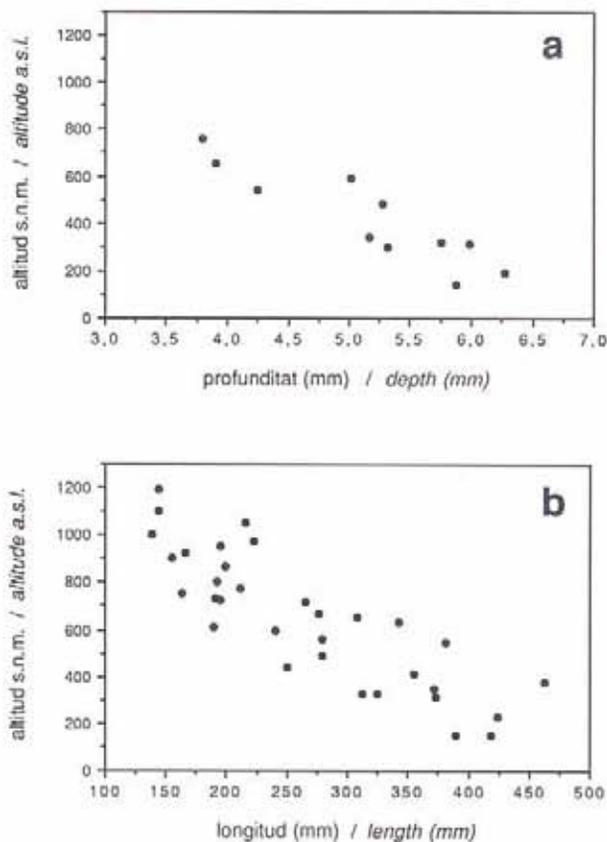 a
1200
1000
800
600
400
200
0
altitud s.n.m. / altitude a.s.l.
3.0 3.5 4.0 4.5 5.0 5.5 6.0 6.5 7.0
profunditat (mm) / depth (mm)
b
1200
1000
800
600
400
200
0
altitud s.n.m. / altitude a.s.l.
100 150 200 250 300 350 400 450 500
longitud (mm) / length (mm)